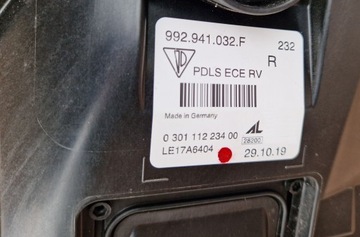 992.941.032.F 232
R
PDLS ECE RV
Made in Germany
0 301 112 234 00 AL
LE17A6404 29.10.19